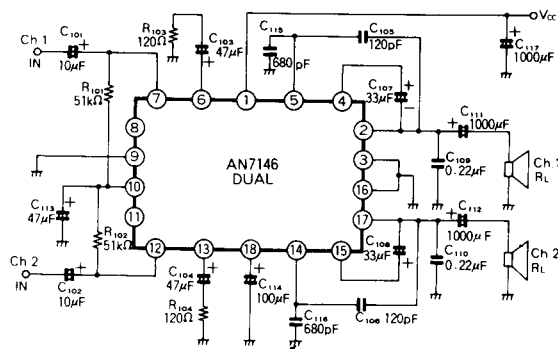 Ch 1
IN
C101
10μF
R103
120Ω
C103
47μF
C115
680pF
C105
120pF
VCC
C117
1000μF
R101
51kΩ
7
6
1
5
4
C107
33μF
8
9
10
11
2
3
16
17
AN7146
DUAL
C111
1000μF
C109
0.22μF
Ch 1
RL
C113
47μF
R102
51kΩ
C112
1000μF
12
13
18
14
15
C108
33μF
C110
0.22μF
Ch 2
RL
Ch 2
IN
C102
10μF
C104
47μF
R104
120Ω
C114
100μF
C116
680pF
C106 120pF